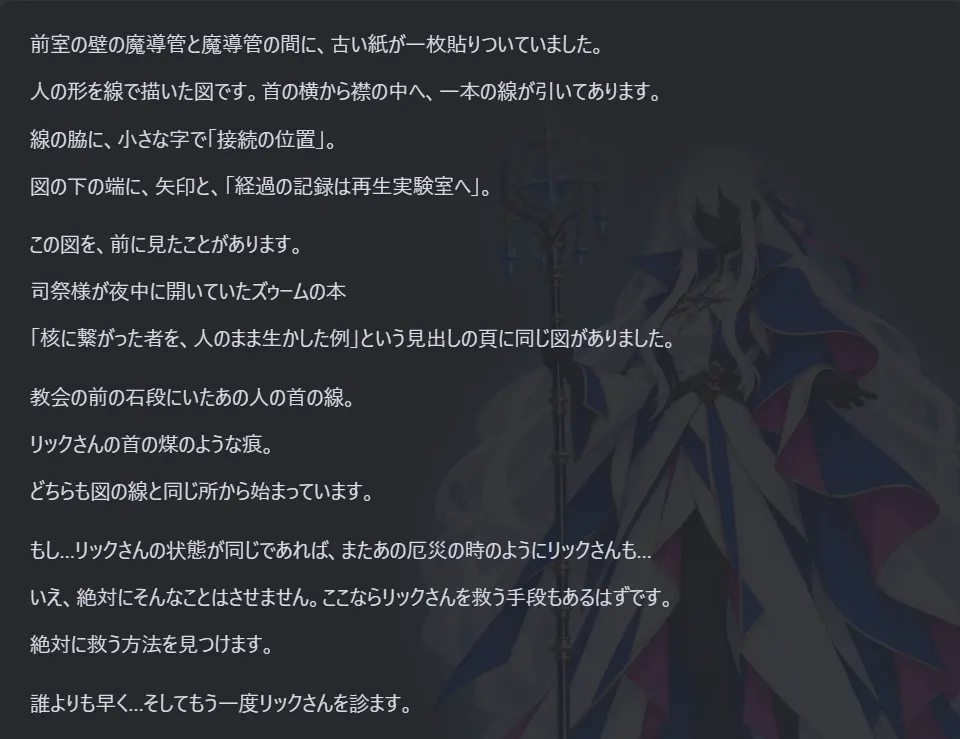 前室の壁の魔導管と魔導管の間に、古い紙が一枚貼りついていました。
人の形を線で描いた図です。首の横から襟の中へ、一本の線が引いてあります。
線の脇に、小さな字で「接続の位置」。
図の下の端に、矢印と、「経過の記録は再生実験室へ」。
この図を、前に見たことがあります。
司祭様が夜中に開いていたズゥームの本
「核に繋がった者を、人のまま生かした例」という見出しの頁に同じ図がありました。
教会の前の石段にいたあの人の首の線。
リックさんの首の煤のような痕。
どちらも図の線と同じ所から始まっています。
もし...リックさんの状態が同じであれば、またあの厄災の時のようにリックさんも...
いえ、絶対にそんなことはさせません。ここならリックさんを救う手段もあるはずです。
絶対に救う方法を見つけます。
誰よりも早く...そしてもう一度リックさんを診ます。